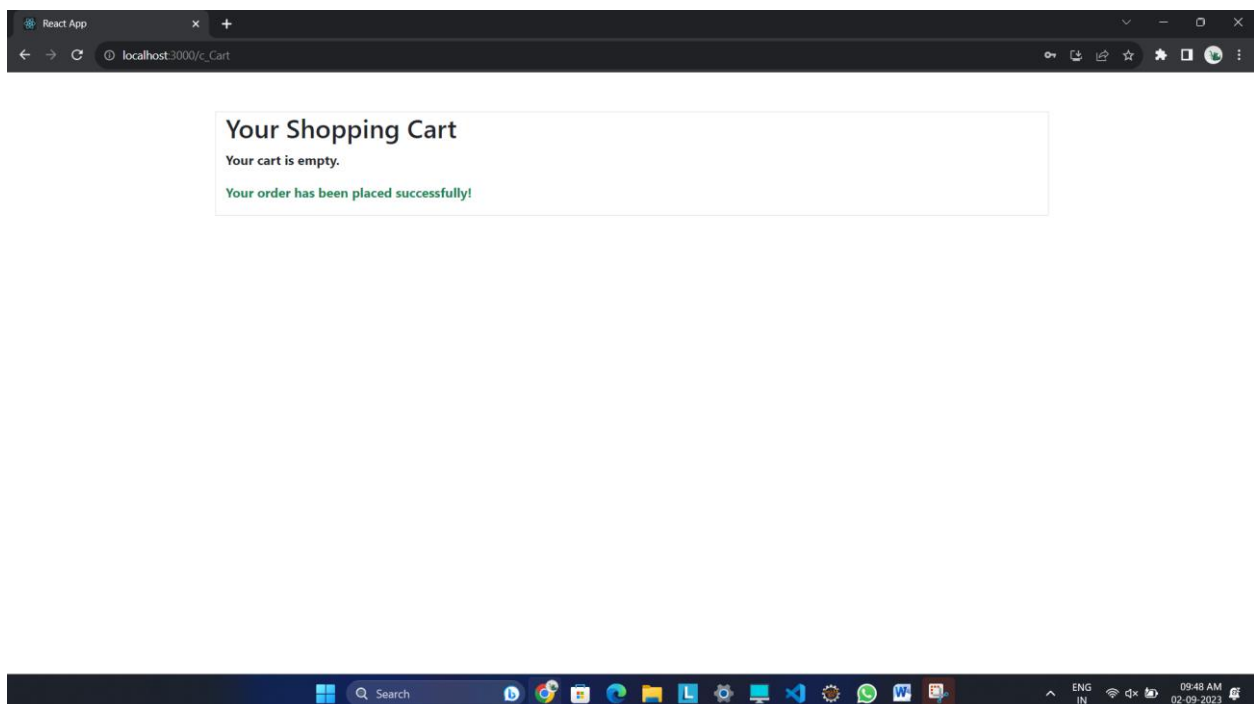 React App
localhost:3000/c_Cart
Your Shopping Cart
Your cart is empty.
Your order has been placed successfully!
Search
L
W
ENG
IN
09:48 AM
02-09-2023